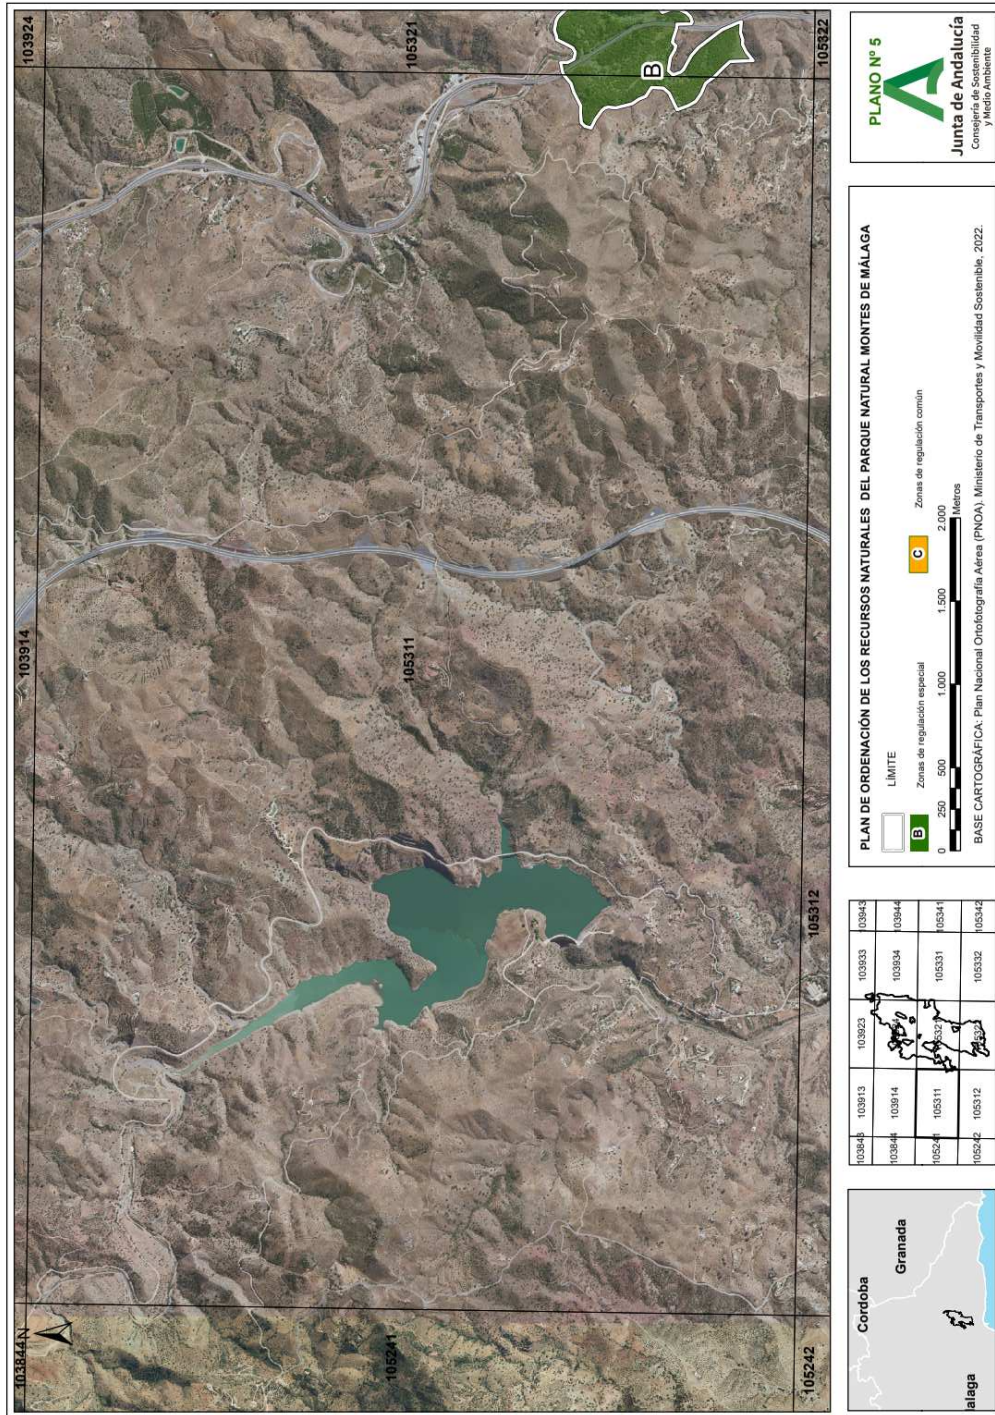 103844 N
103914
103924
105241
105311
105321
B
105242
105312
105322
Cordoba
Granada
lalaga
103843 103913 103923 103933 103943
103844 103914 103934 103944
105241 105311 105321 105331 105341
105242 105312 105322 105332 105342
PLAN DE ORDENACIÓN DE LOS RECURSOS NATURALES DEL PARQUE NATURAL MONTES DE MÁLAGA
LÍMITE
B Zonas de regulación especial
C Zonas de regulación común
0 250 500 1.000 1.500 2.000
Metros
BASE CARTOGRÁFICA: Plan Nacional Ortofotografía Aérea (PNOA). Ministerio de Transportes y Movilidad Sostenible, 2022.
PLANO Nº 5
Junta de Andalucía
Consejería de Sostenibilidad
y Medio Ambiente